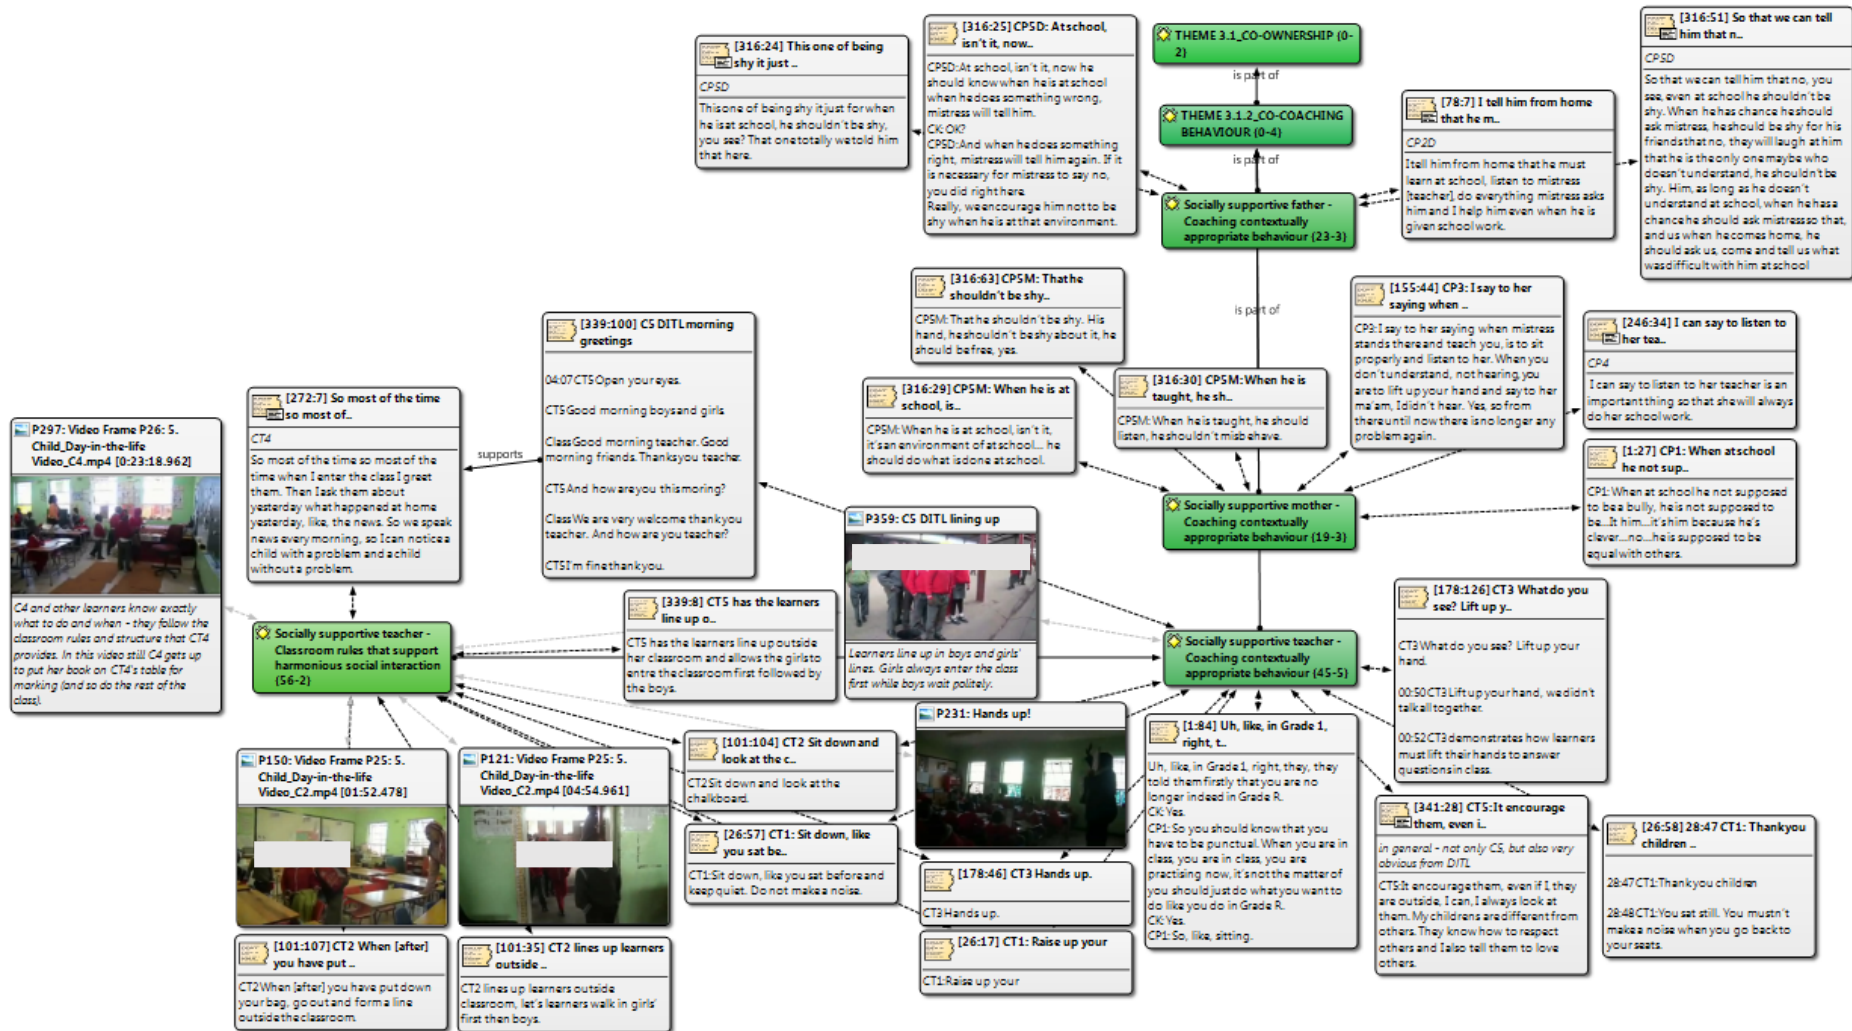 [316:24] This one of being
shy it just ..
CP5D
This one of being shy it just for when
he is at school, he shouldn't be shy,
you see? That one totally we told him
that here.
[316:25] CP5D: At school,
isn't it, now..
CP5D: At school, isn't it, now he
should know when he is at school
when he does something wrong,
mistress will tell him.
CK: OK?
CP5D: And when he does something
right, mistress will tell him again. If it
is necessary for mistress to say no,
you did right here.
Really, we encourage him not to be
shy when he is at that environment.
THEME 3.1_CO-OWNERSHIP (0-
2)
is part of
THEME 3.1.2_CO-COACHING
BEHAVIOUR (0-4)
is part of
Socially supportive father -
Coaching contextually
appropriate behaviour (23-3)
[78:7] I tell him from home
that he m..
CP2D
I tell him from home that he must
learn at school, listen to mistress
[teacher], do everything mistress asks
him and I help him even when he is
given school work.
[316:51] So that we can tell
him that n..
CP5D
So that we can tell him that no, you
see, even at school he shouldn't be
shy. When he has chance he should
ask mistress, he should be shy for his
friends that no, they will laugh at him
that he is the only one maybe who
doesn't understand, he shouldn't be
shy. Him, as long as he doesn't
understand at school, when he has a
chance he should ask mistress so that,
and us when he comes home, he
should ask us, come and tell us what
was difficult with him at school
[316:63] CP5M: That he
shouldn't be shy..
CP5M: That he shouldn't be shy. His
hand, he shouldn't be shy about it, he
should be free, yes.
is part of
[155:44] CP3: I say to her
saying when ..
CP3: I say to her saying when mistress
stands there and teach you, is to sit
properly and listen to her. When you
don't understand, not hearing, you
are to lift up your hand and say to her
ma'am, I didn't hear. Yes, so from
there until now there is no longer any
problem again.
[246:34] I can say to listen to
her tea..
CP4
I can say to listen to her teacher is an
important thing so that she will always
do her school work.
[316:29] CP5M: When he is at
school, is..
CP5M: When he is at school, isn't it,
it's an environment of at school... he
should do what is done at school.
[316:30] CP5M: When he is
taught, he sh..
CP5M: When he is taught, he should
listen, he shouldn't misbehave.
[1:27] CP1: When at school
he not sup..
CP1: When at school he not supposed
to be a bully, he is not supposed to
be...It him...it's him because he's
clever....no...he is supposed to be
equal with others.
Socially supportive mother -
Coaching contextually
appropriate behaviour (19-3)
[339:100] C5 DITL morning
greetings
04:07 CT5 Open your eyes.
CT5 Good morning boys and girls.
Class Good morning teacher. Good
morning friends. Thanks you teacher.
CT5 And how are you this moring?
Class We are very welcome thank you
teacher. And how are you teacher?
CT5 I'm fine thank you.
supports
[272:7] So most of the time
so most of..
CT4
So most of the time so most of the
time when I enter the class I greet
them. Then I ask them about
yesterday what happened at home
yesterday, like, the news. So we speak
news every morning, so I can notice a
child with a problem and a child
without a problem.
P297: Video Frame P26: 5.
Child_Day-in-the-life
Video_C4.mp4 [0:23:18.962]
C4 and other learners know exactly
what to do and when - they follow the
classroom rules and structure that CT4
provides. In this video still C4 gets up
to put her book on CT4's table for
marking (and so do the rest of the
class).
Socially supportive teacher -
Classroom rules that support
harmonious social interaction
(56-2)
[339:8] CT5 has the learners
line up o..
CT5 has the learners line up outside
her classroom and allows the girls to
entre the classroom first followed by
the boys.
P359: C5 DITL lining up
Learners line up in boys and girls'
lines. Girls always enter the class
first while boys wait politely.
Socially supportive teacher -
Coaching contextually
appropriate behaviour (45-5)
[178:126] CT3 What do you
see? Lift up y..
CT3 What do you see? Lift up your
hand.
00:50 CT3 Lift up your hand, we didn't
talk all together.
00:52 CT3 demonstrates how learners
must lift their hands to answer
questions in class.
P150: Video Frame P25: 5.
Child_Day-in-the-life
Video_C2.mp4 [01:52.478]
P121: Video Frame P25: 5.
Child_Day-in-the-life
Video_C2.mp4 [04:54.961]
[101:104] CT2 Sit down and
look at the c..
CT2 Sit down and look at the
chalkboard.
[26:57] CT1: Sit down, like
you sat be..
CT1: Sit down, like you sat before and
keep quiet. Do not make a noise.
P231: Hands up!
[178:46] CT3 Hands up.
CT3 Hands up.
[26:17] CT1: Raise up your
CT1: Raise up your
[1:84] Uh, like, in Grade 1,
right, t..
Uh, like, in Grade 1, right, they, they
told them firstly that you are no
longer indeed in Grade R.
CK: Yes.
CP1: So you should know that you
have to be punctual. When you are in
class, you are in class, you are
practising now, it's not the matter of
you should just do what you want to
do like you do in Grade R.
CK: Yes.
CP1: So, like, sitting.
[341:28] CT5: It encourage
them, even i..
in general - not only C5, but also very
obvious from DITL
CT5: It encourage them, even if I, they
are outside, I can, I always look at
them. My childrens are different from
others. They know how to respect
others and I also tell them to love
others.
[26:58] 28:47 CT1: Thank you
children ..
28:47 CT1: Thank you children
28:48 CT1: You sat still. You mustn't
make a noise when you go back to
your seats.
[101:107] CT2 When [after]
you have put ..
CT2 When [after] you have put down
your bag, go out and form a line
outside the classroom.
[101:35] CT2 lines up learners
outside ..
CT2 lines up learners outside
classroom, let's learners walk in girls'
first then boys.